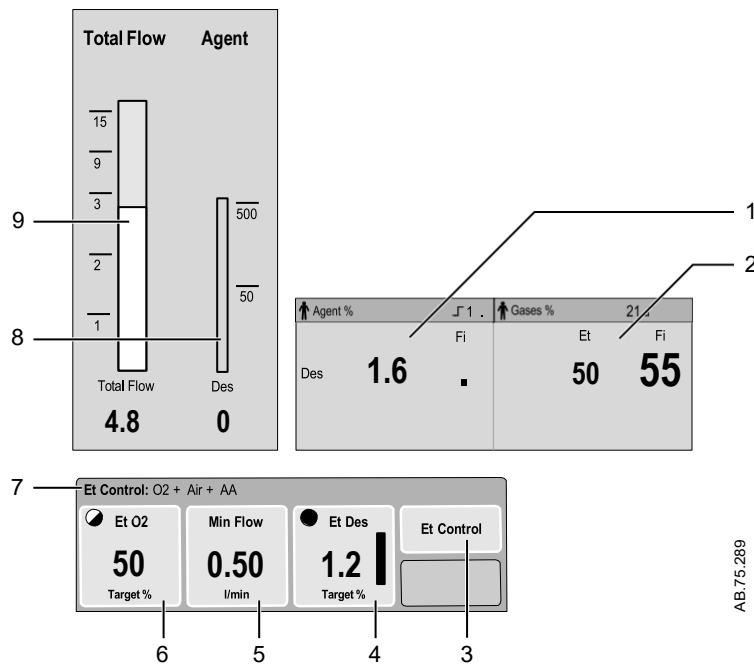 Total Flow Agent
15
9
3
500
9
2
50
1
8
Total Flow Des
4.8 0
1
2
Agent % 1 . Gases % 21
Fi Et Fi
Des 1.6 . 50 55
7
Et Control: O2 + Air + AA
Et O2 Min Flow Et Des Et Control
50 0.50 1.2
Target % l/min Target %
6 5 4 3
AB.75.289